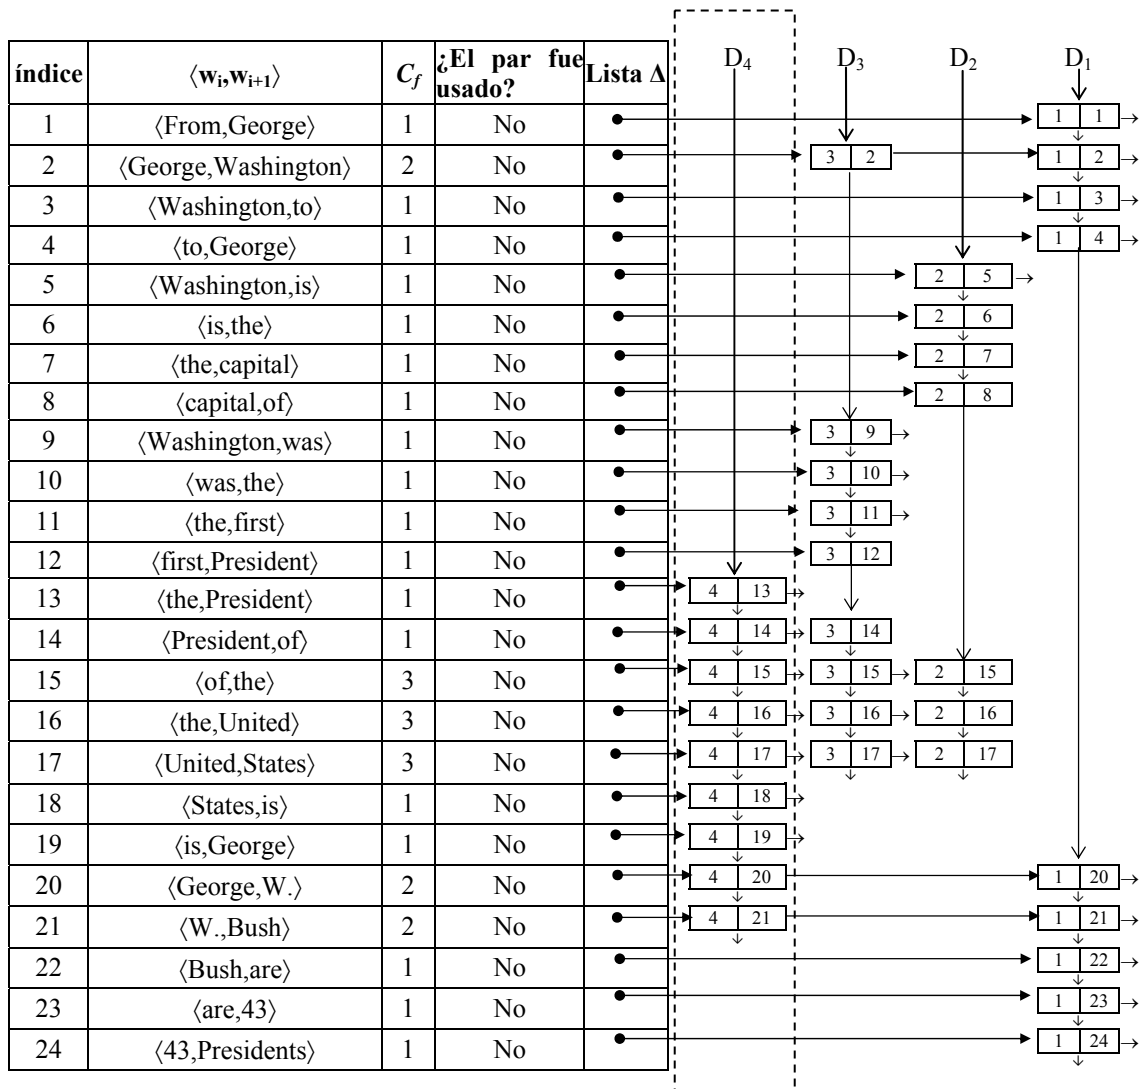 índice ⟨wᵢ,wᵢ₊₁⟩ C_f ¿El par fue usado? Lista Δ D₄ D₃ D₂ D₁
1 ⟨From,George⟩ 1 No 1 1
2 ⟨George,Washington⟩ 2 No 3 2 1 2
3 ⟨Washington,to⟩ 1 No 1 3
4 ⟨to,George⟩ 1 No 1 4
5 ⟨Washington,is⟩ 1 No 2 5
6 ⟨is,the⟩ 1 No 2 6
7 ⟨the,capital⟩ 1 No 2 7
8 ⟨capital,of⟩ 1 No 2 8
9 ⟨Washington,was⟩ 1 No 3 9
10 ⟨was,the⟩ 1 No 3 10
11 ⟨the,first⟩ 1 No 3 11
12 ⟨first,President⟩ 1 No 3 12
13 ⟨the,President⟩ 1 No 4 13
14 ⟨President,of⟩ 1 No 4 14 3 14
15 ⟨of,the⟩ 3 No 4 15 3 15 2 15
16 ⟨the,United⟩ 3 No 4 16 3 16 2 16
17 ⟨United,States⟩ 3 No 4 17 3 17 2 17
18 ⟨States,is⟩ 1 No 4 18
19 ⟨is,George⟩ 1 No 4 19
20 ⟨George,W.⟩ 2 No 4 20 1 20
21 ⟨W.,Bush⟩ 2 No 4 21 1 21
22 ⟨Bush,are⟩ 1 No 1 22
23 ⟨are,43⟩ 1 No 1 23
24 ⟨43,Presidents⟩ 1 No 1 24